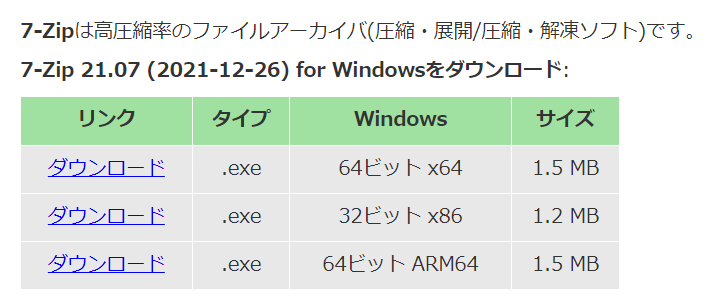 7-Zipは高圧縮率のファイルアーカイバ(圧縮・展開/圧縮・解凍ソフト)です。
7-Zip 21.07 (2021-12-26) for Windowsをダウンロード:
リンク タイプ Windows サイズ
ダウンロード .exe 64ビット x64 1.5 MB
ダウンロード .exe 32ビット x86 1.2 MB
ダウンロード .exe 64ビット ARM64 1.5 MB